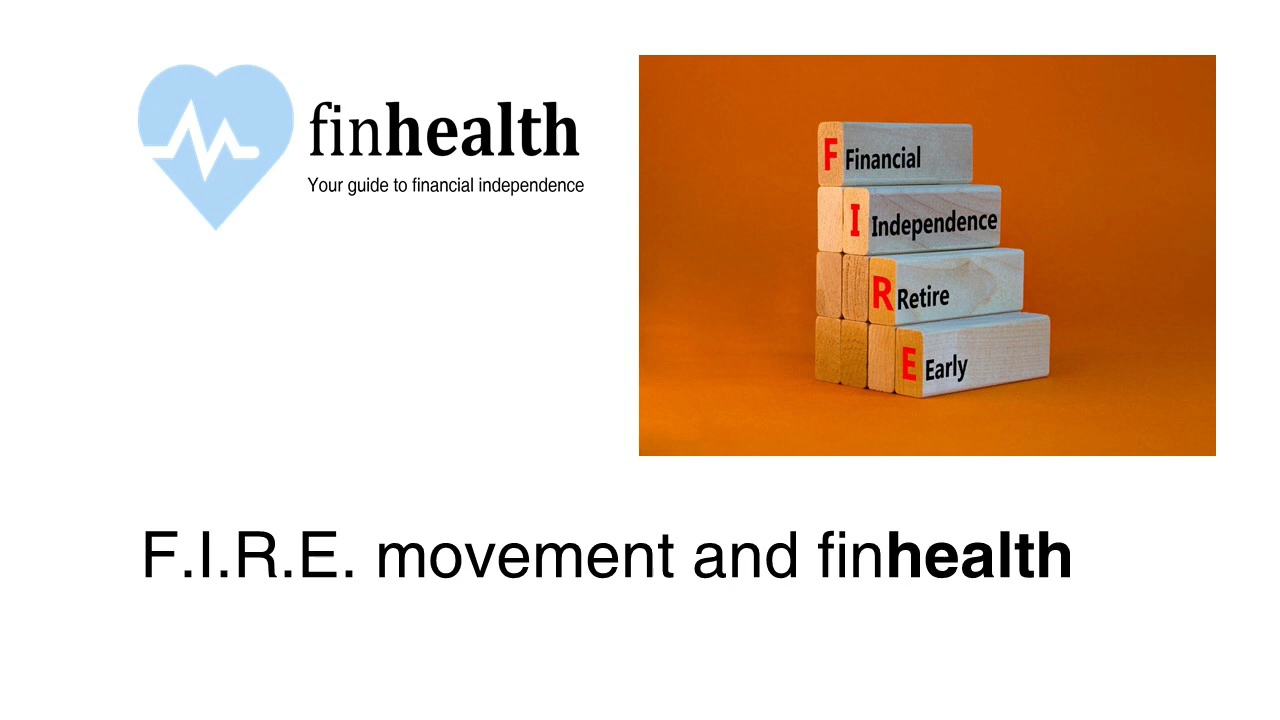 finhealth
Your guide to financial independence
F Financial
I Independence
R Retire
E Early
F.I.R.E. movement and finhealth